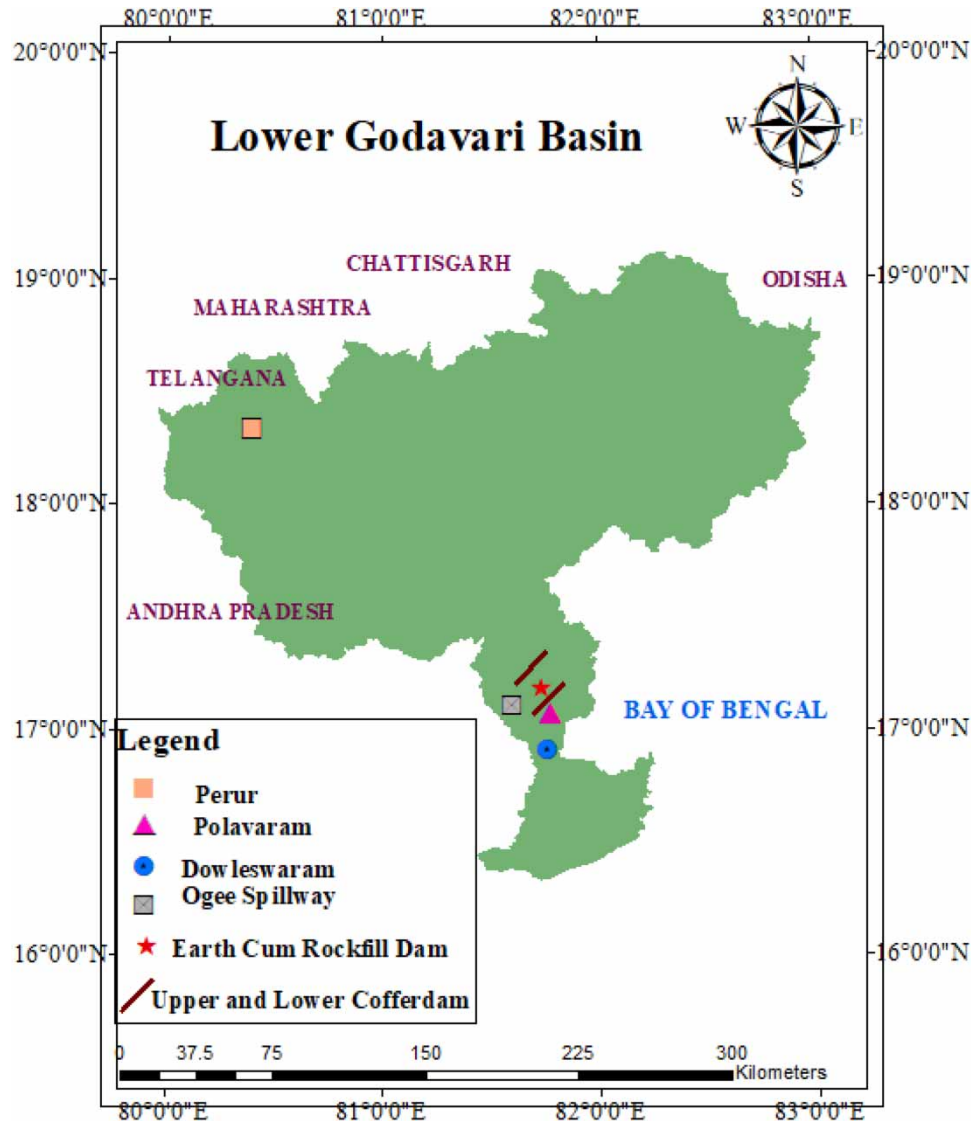 80°0'0"E 81°0'0"E 82°0'0"E 83°0'0"E
20°0'0"N 20°0'0"N
N
W E
S
Lower Godavari Basin
CHATTISGARH
19°0'0"N 19°0'0"N
ODISHA
MAHARASHTRA
TELANGANA
18°0'0"N 18°0'0"N
ANDHRA PRADESH
BAY OF BENGAL
17°0'0"N 17°0'0"N
Legend
Perur
Polavaram
Dowleswaram
Ogee Spillway
Earth Cum Rockfill Dam
16°0'0"N 16°0'0"N
Upper and Lower Cofferdam
0 37.5 75 150 225 300
Kilometers
80°0'0"E 81°0'0"E 82°0'0"E 83°0'0"E